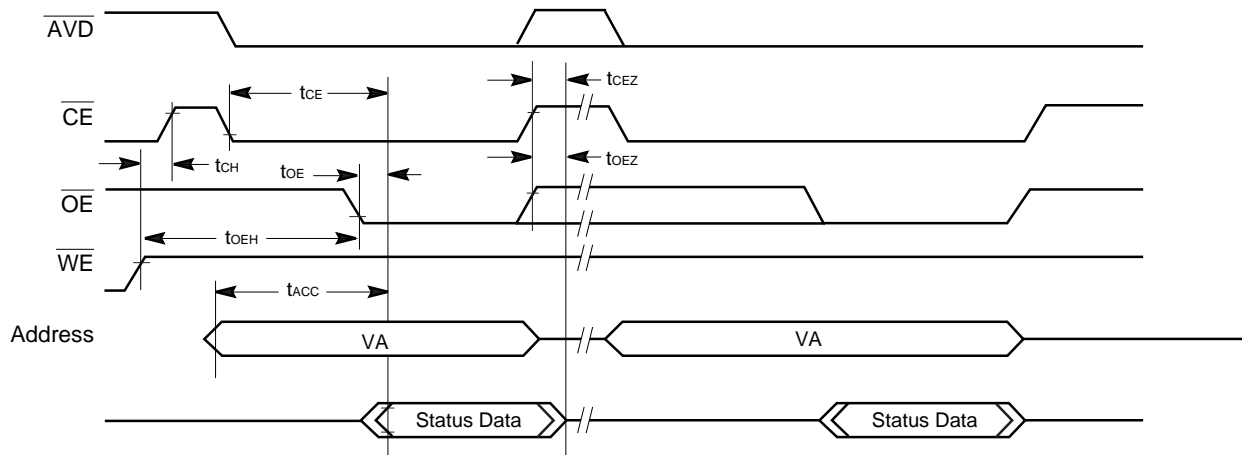 AVD
tCEZ
tCE
CE
tCH
tOE
tOEZ
OE
tOEH
WE
tACC
Address
VA
VA
Status Data
Status Data